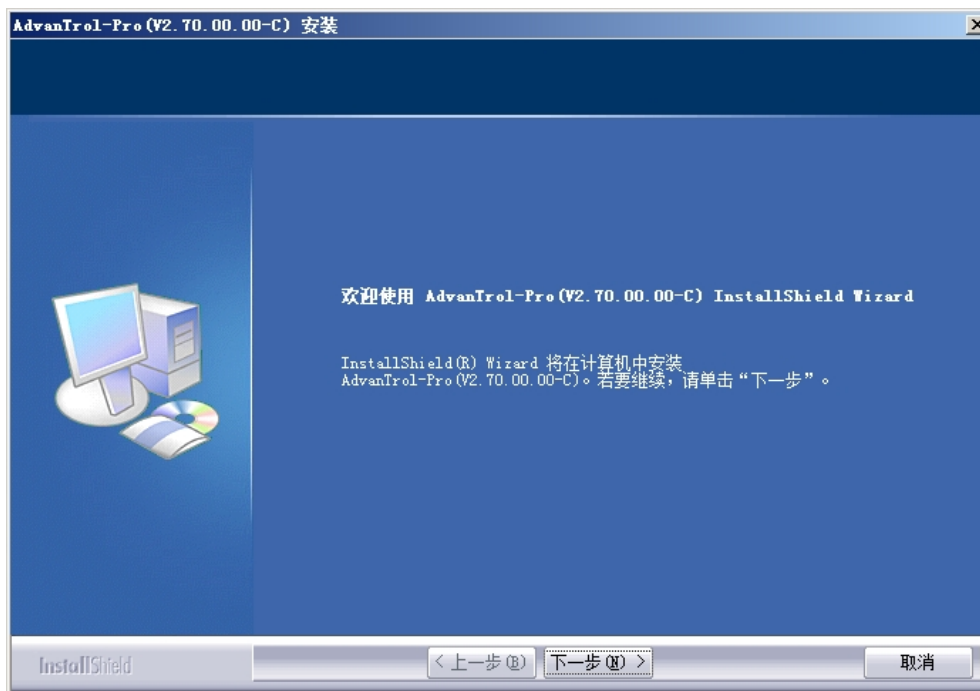 AdvanTrol-Pro(V2.70.00.00-C) 安装
欢迎使用 AdvanTrol-Pro(V2.70.00.00-C) InstallShield Wizard
InstallShield(R) Wizard 将在计算机中安装
AdvanTrol-Pro(V2.70.00.00-C)。若要继续，请单击“下一步”。
InstallShield
< 上一步(B)
下一步(N) >
取消